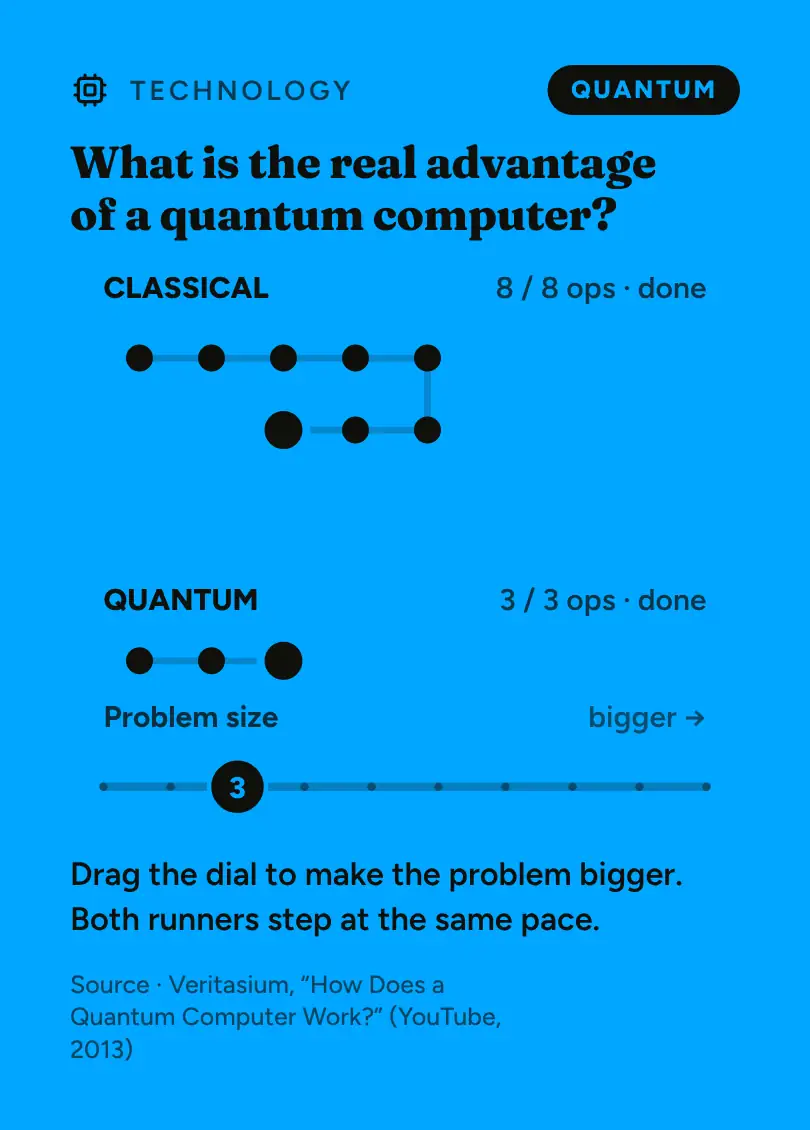 TECHNOLOGY
QUANTUM
What is the real advantage
of a quantum computer?
CLASSICAL
8 / 8 ops · done
QUANTUM
3 / 3 ops · done
Problem size
bigger →
3
Drag the dial to make the problem bigger.
Both runners step at the same pace.
Source · Veritasium, “How Does a
Quantum Computer Work?” (YouTube,
2013)